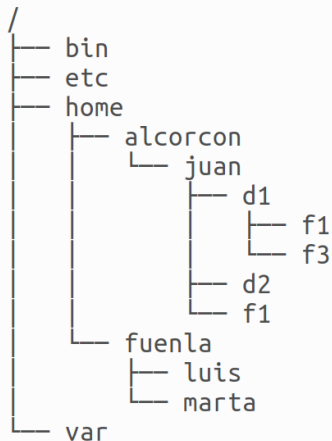 /
├── bin
├── etc
├── home
│   ├── alcorcon
│   │   └── juan
│   │       ├── d1
│   │       │   ├── f1
│   │       │   └── f3
│   │       ├── d2
│   │       └── f1
│   └── fuenla
│       ├── luis
│       └── marta
└── var